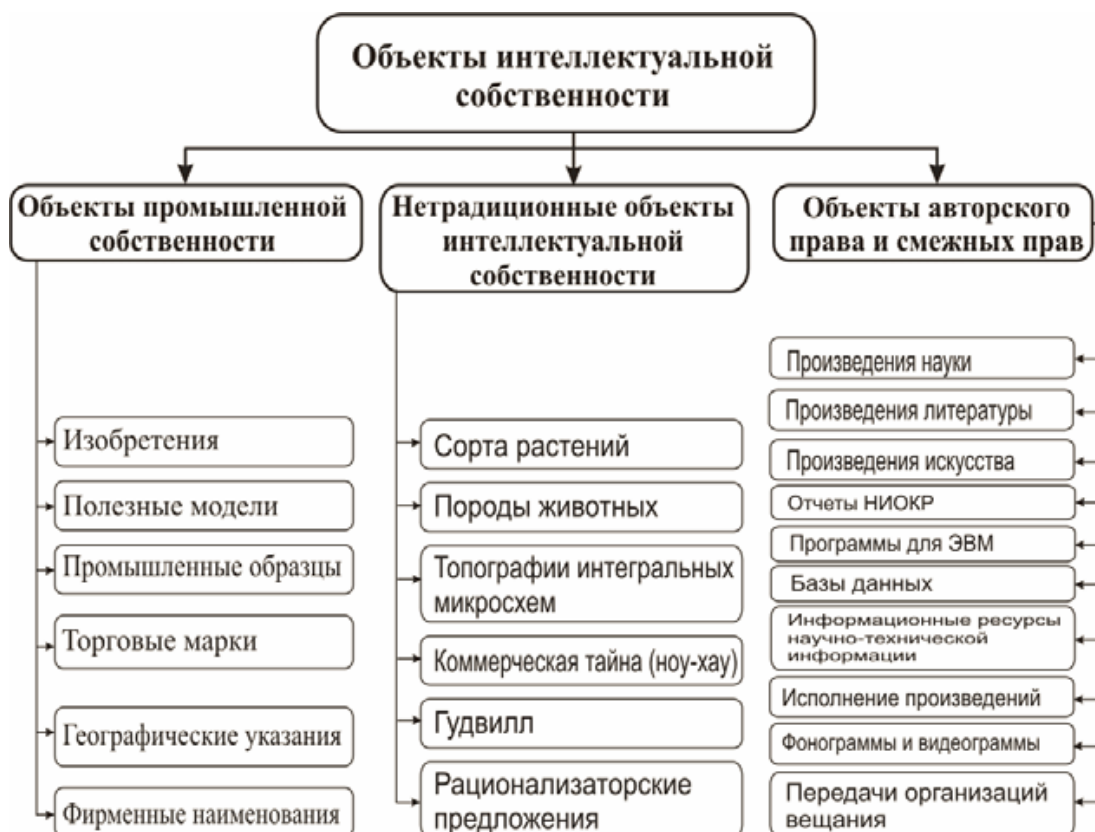 Объекты интеллектуальной
собственности
Объекты промышленной
собственности
Нетрадиционные объекты
интеллектуальной
собственности
Объекты авторского
права и смежных прав
Изобретения
Полезные модели
Промышленные образцы
Торговые марки
Географические указания
Фирменные наименования
Сорта растений
Породы животных
Топографии интегральных
микросхем
Коммерческая тайна (ноу-хау)
Гудвилл
Рационализаторские
предложения
Произведения науки
Произведения литературы
Произведения искусства
Отчеты НИОКР
Программы для ЭВМ
Базы данных
Информационные ресурсы
научно-технической
информации
Исполнение произведений
Фонограммы и видеограммы
Передачи организаций
вещания